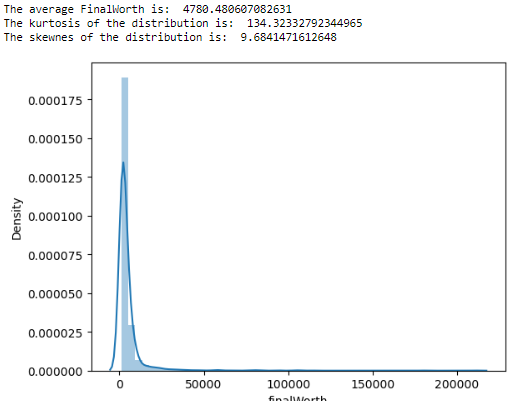 The average FinalWorth is:  4780.480607082631
The kurtosis of the distribution is:  134.32332792344965
The skewnes of the distribution is:  9.6841471612648
0.000175
0.000150
0.000125
0.000100
0.000075
0.000050
0.000025
0.000000
Density
0 50000 100000 150000 200000
finalWorth